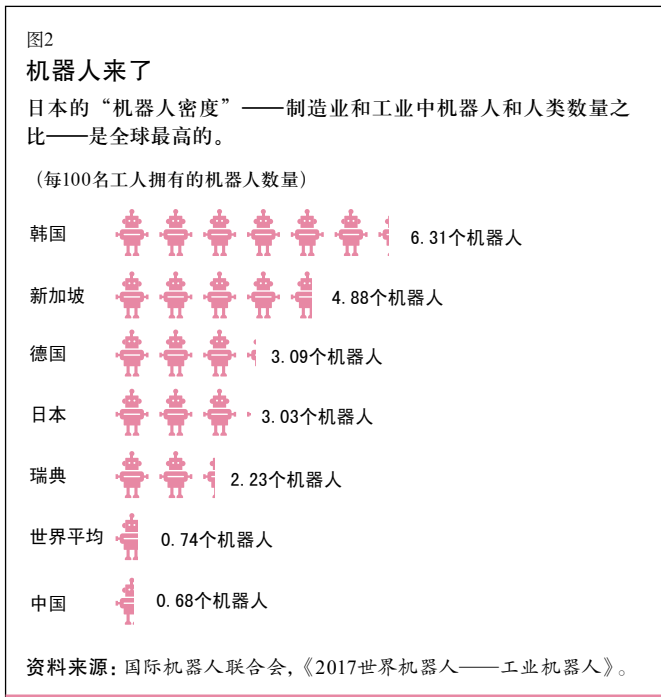 图2
机器人来了
日本的“机器人密度”——制造业和工业中机器人和人类数量之
比——是全球最高的。
（每100名工人拥有的机器人数量）
韩国 6.31个机器人
新加坡 4.88个机器人
德国 3.09个机器人
日本 3.03个机器人
瑞典 2.23个机器人
世界平均 0.74个机器人
中国 0.68个机器人
资料来源：国际机器人联合会，《2017世界机器人——工业机器人》。